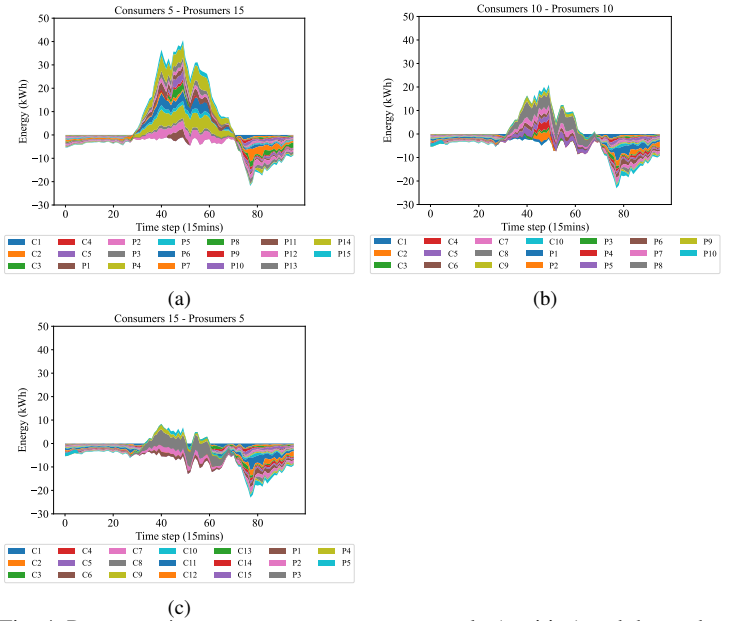 Consumers 5 - Prosumers 15
50
40
30
20
10
0
−10
−20
−30
Energy (kWh)
0 20 40 60 80
Time step (15mins)
C1 C4 P2 P5 P8 P11 P14
C2 C5 P3 P6 P9 P12 P15
C3 P1 P4 P7 P10 P13
(a)
Consumers 10 - Prosumers 10
50
40
30
20
10
0
−10
−20
−30
Energy (kWh)
0 20 40 60 80
Time step (15mins)
C1 C4 C7 C10 P3 P6 P9
C2 C5 C8 P1 P4 P7 P10
C3 C6 C9 P2 P5 P8
(b)
Consumers 15 - Prosumers 5
50
40
30
20
10
0
−10
−20
−30
Energy (kWh)
0 20 40 60 80
Time step (15mins)
C1 C4 C7 C10 C13 P1 P4
C2 C5 C8 C11 C14 P2 P5
C3 C6 C9 C12 C15 P3
(c)